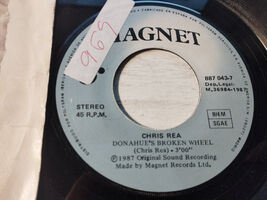 969
MAGNET
887 043-7
Dep. Legal-
M.36984-1987
STEREO
45 R.P.M.
BIEM
SGAE
CHRIS REA
DONAHUE'S BROKEN WHEEL
(Chris Rea) • 3'00"
℗ 1987 Original Sound Recording
Made by Magnet Records Ltd.